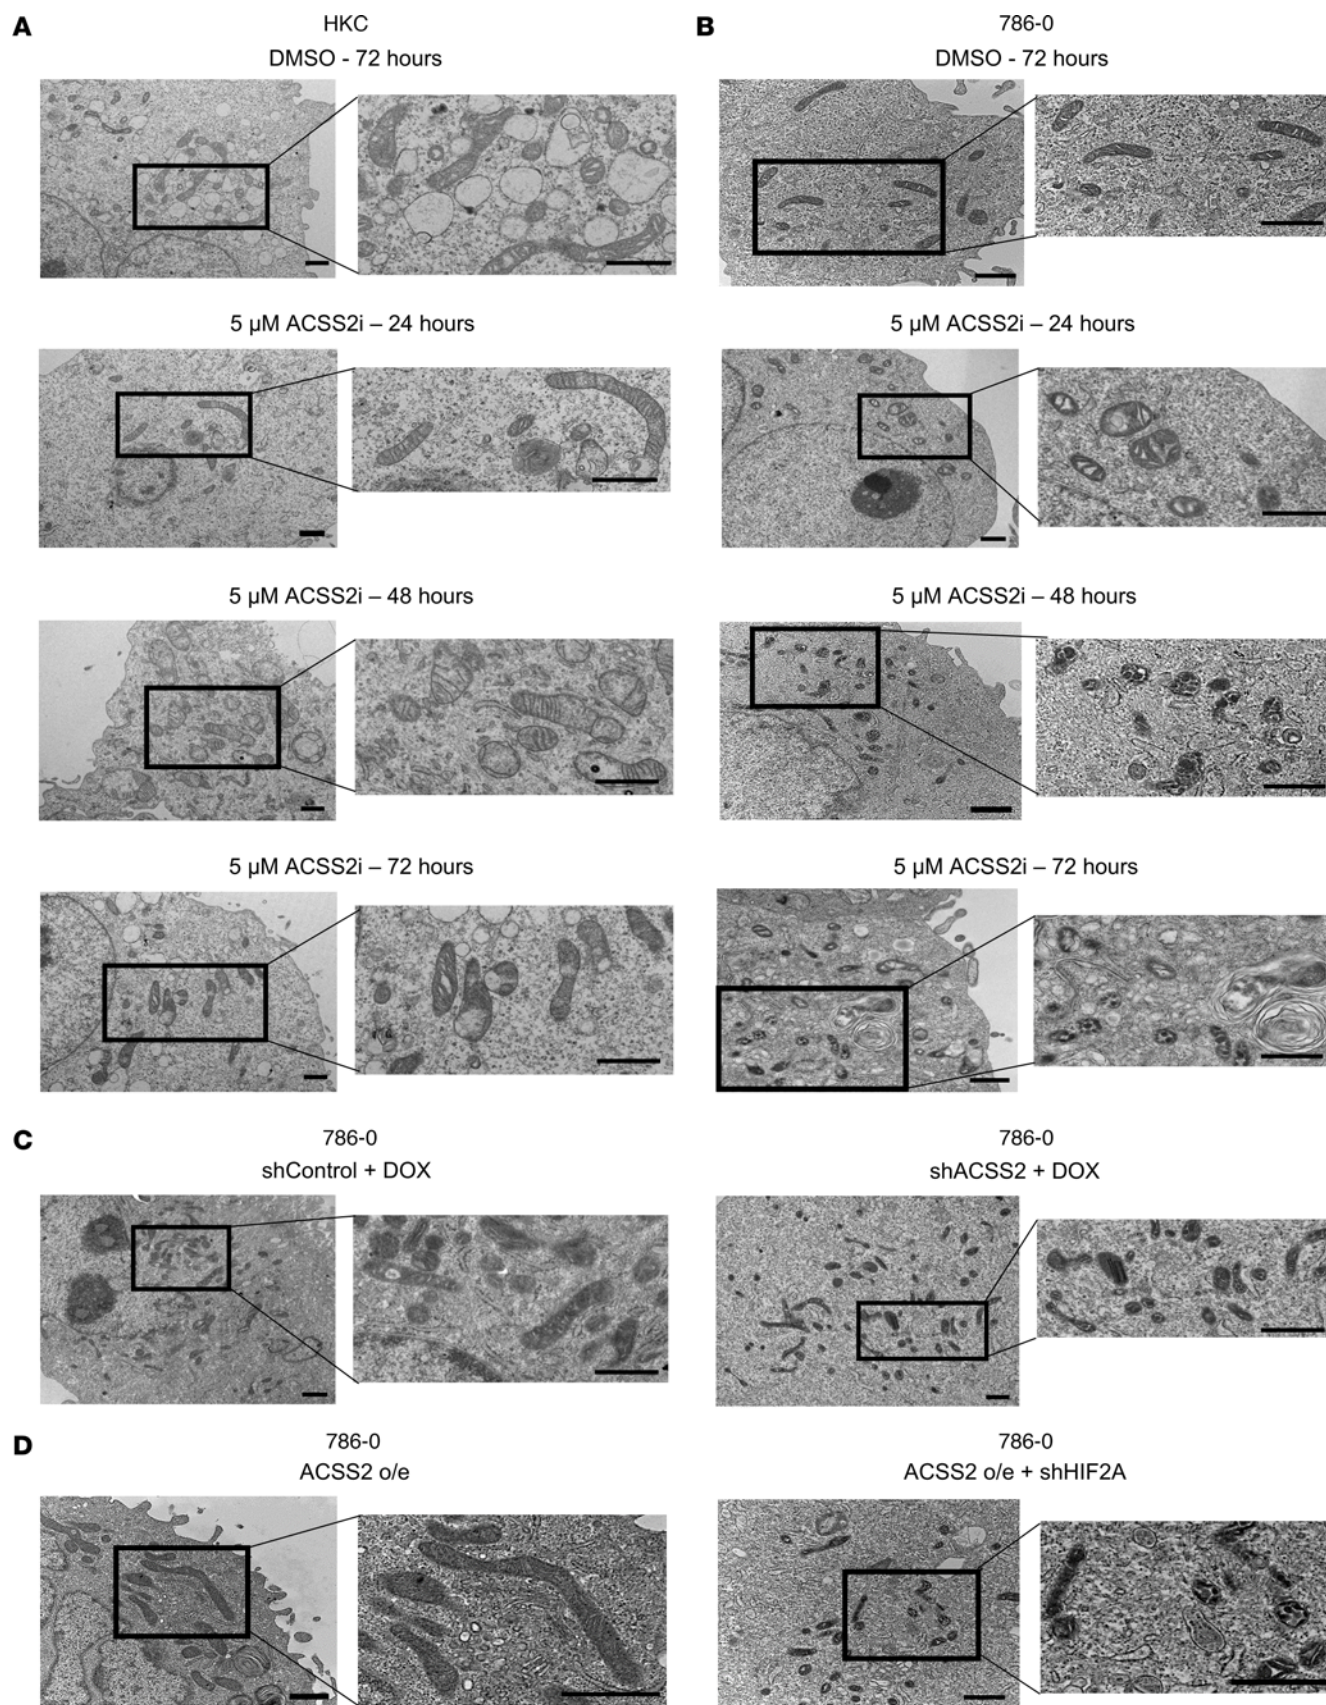 A
HKC
DMSO - 72 hours
5 µM ACSS2i – 24 hours
5 µM ACSS2i – 48 hours
5 µM ACSS2i – 72 hours
B
786-0
DMSO - 72 hours
5 µM ACSS2i – 24 hours
5 µM ACSS2i – 48 hours
5 µM ACSS2i – 72 hours
C
786-0
shControl + DOX
786-0
shACSS2 + DOX
D
786-0
ACSS2 o/e
786-0
ACSS2 o/e + shHIF2A